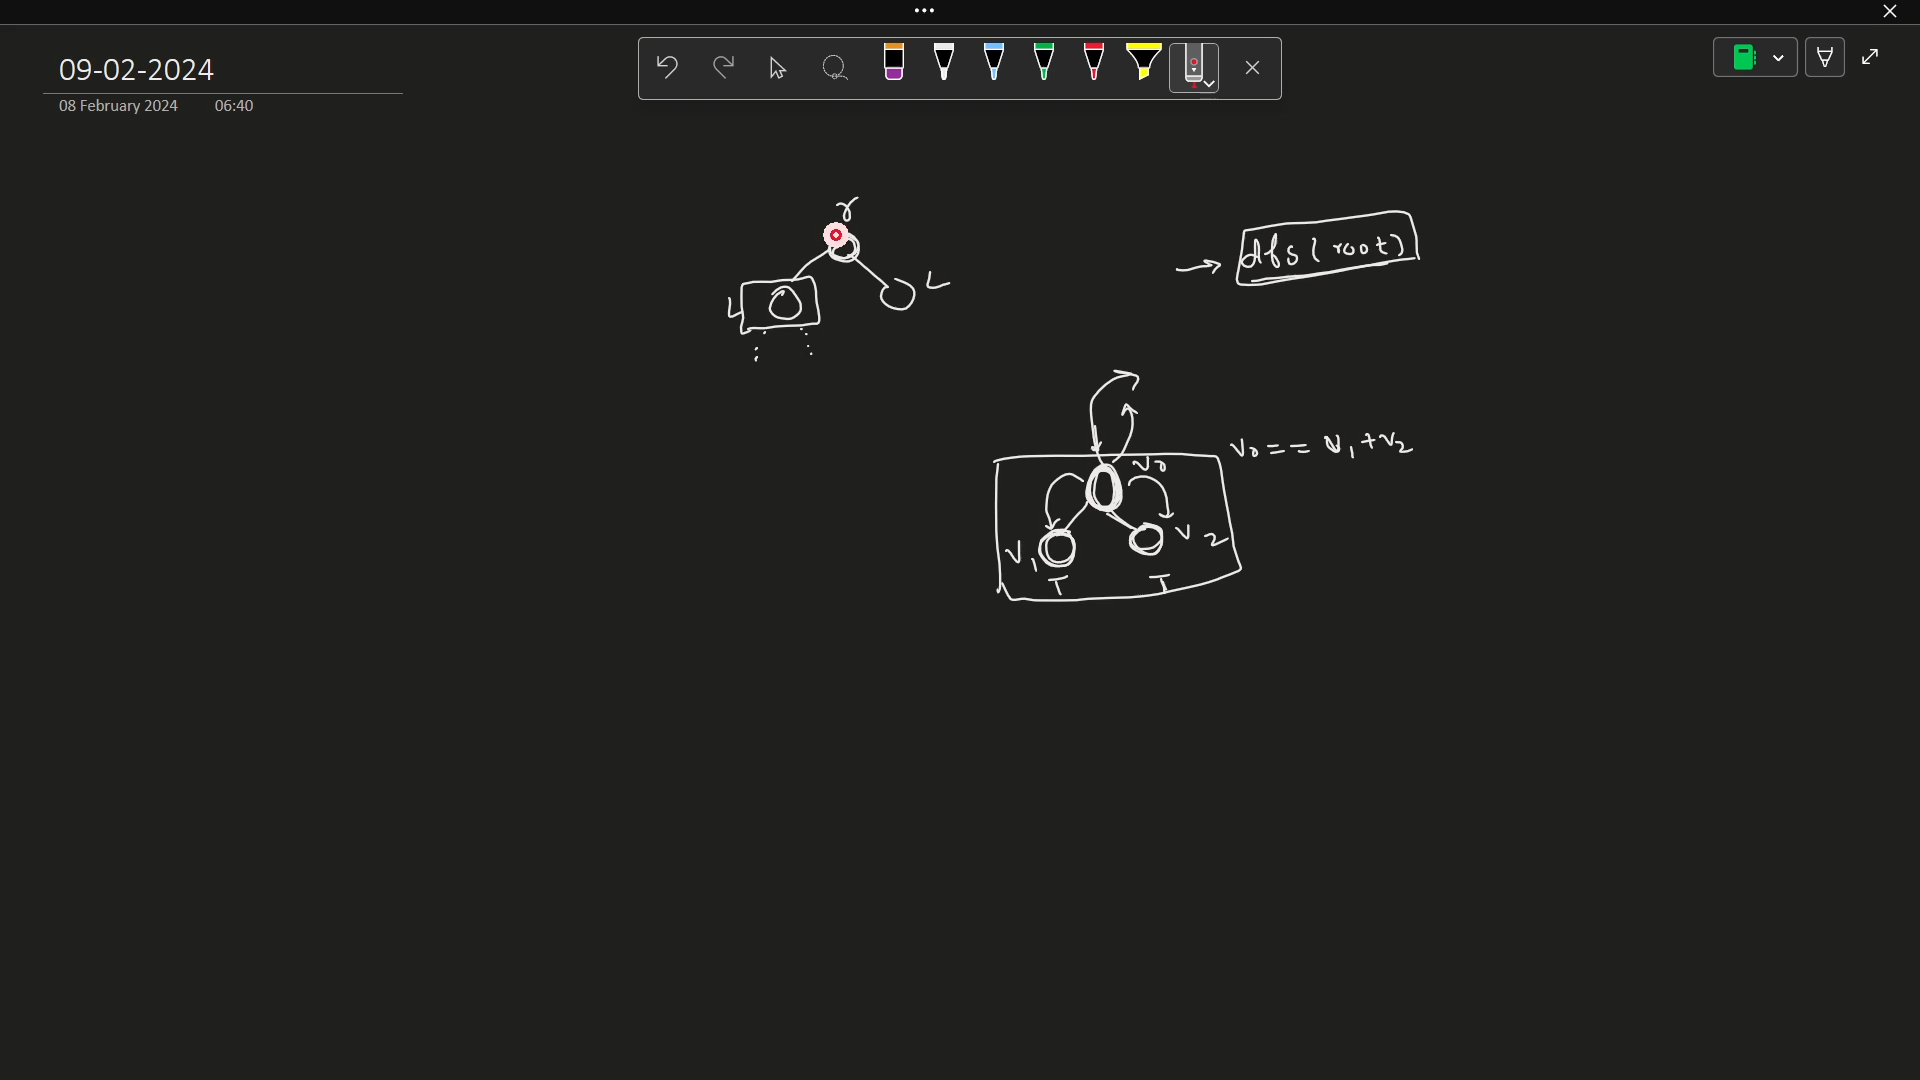 09-02-2024
08 February 2024 06:40
r
dfs(root)
L
L
v0 == v1+v2
v0
v1
v2
T
T